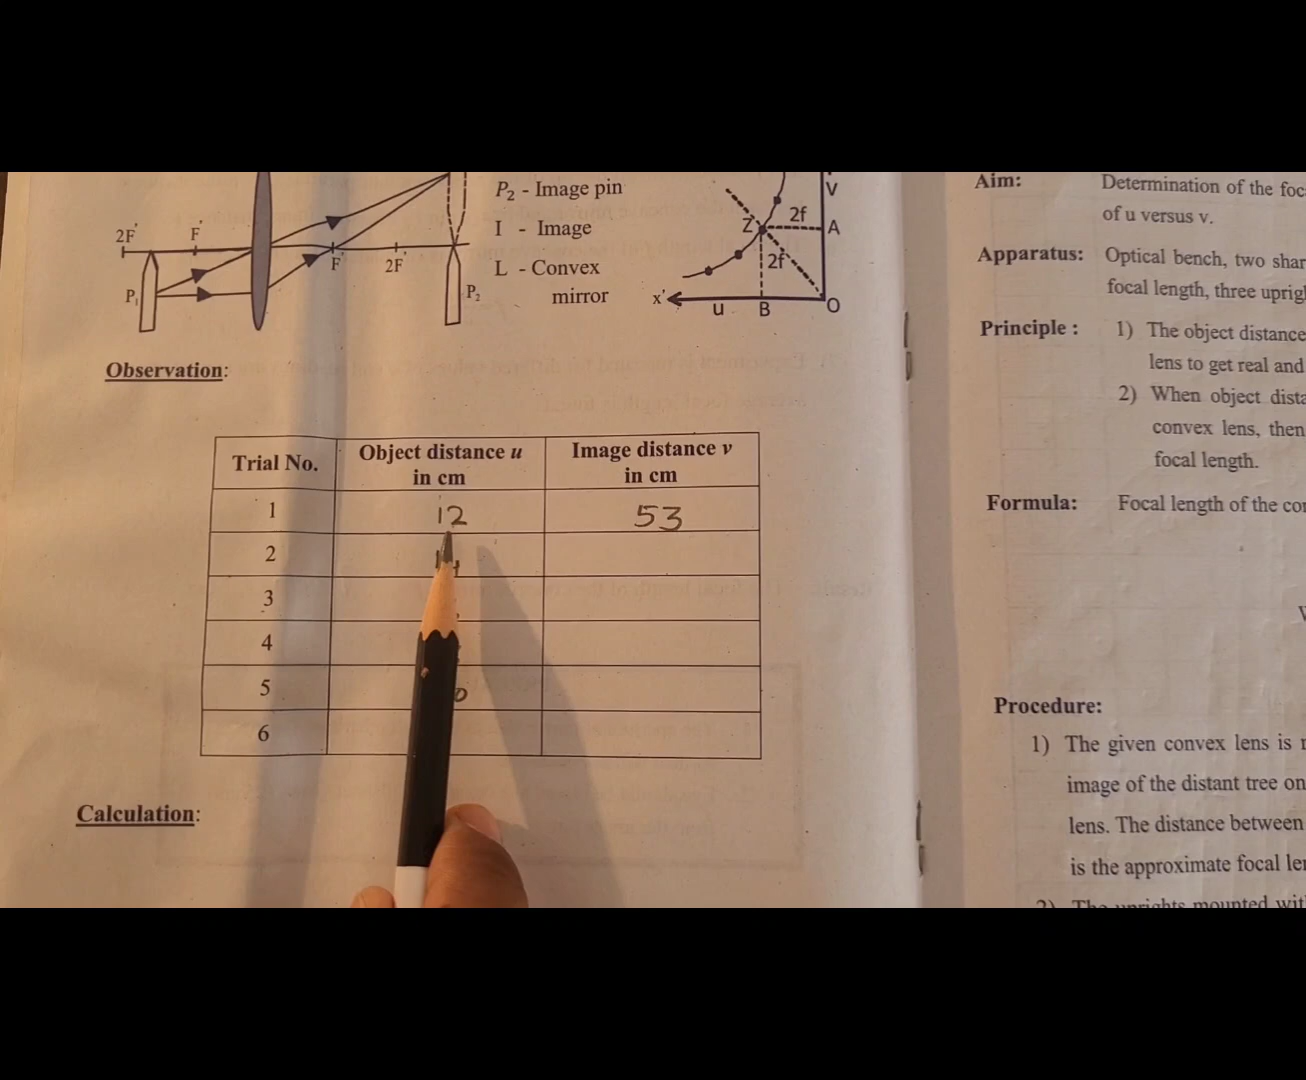 P₂ - Image pin
I - Image
L - Convex
mirror
2F'
F'
F
2F
P₁
P₂
V
Z
2f
A
2f
x'
u
B
O
Observation:
Trial No.
Object distance u
in cm
Image distance v
in cm
1
12
53
2
3
4
5
6
Calculation:
Aim:
Determination of the foc
of u versus v.
Apparatus:
Optical bench, two shar
focal length, three uprig
Principle :
1) The object distance
lens to get real and
2) When object dista
convex lens, then
focal length.
Formula:
Focal length of the co
Procedure:
1) The given convex lens is
image of the distant tree on
lens. The distance between
is the approximate focal le
2) The uprights mounted wit